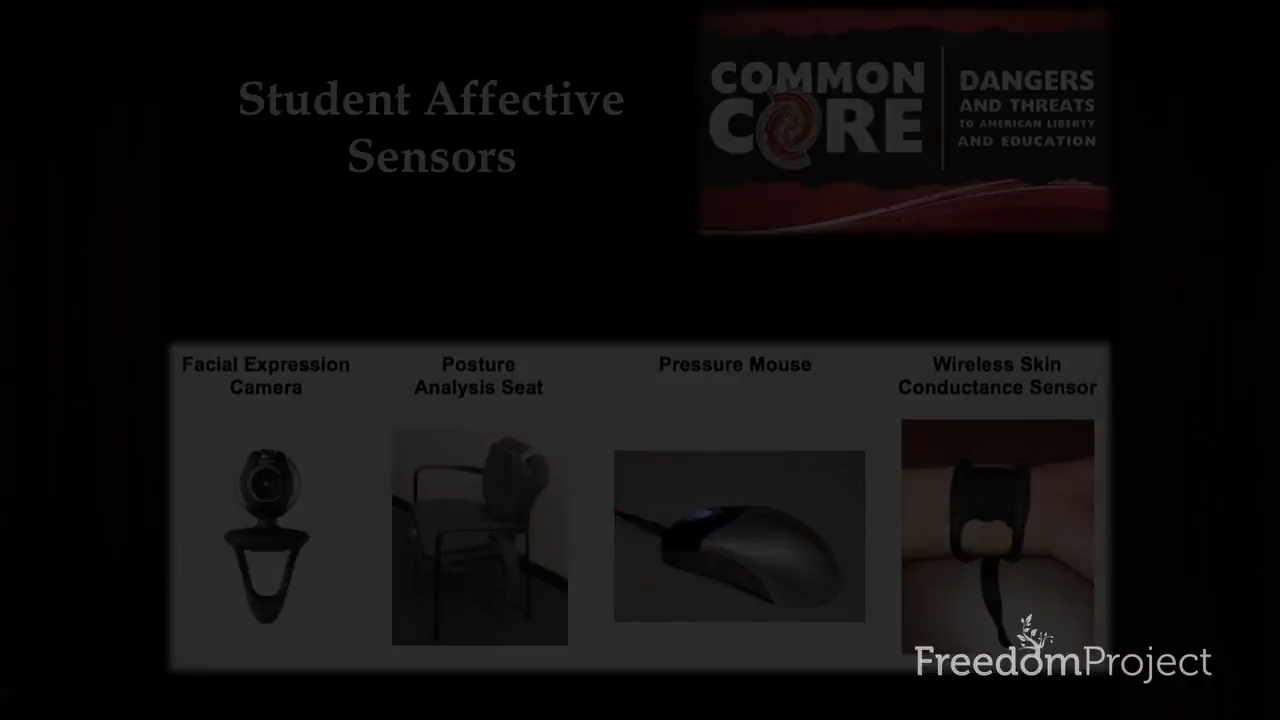 Student Affective
Sensors
COMMON
CORE
DANGERS
AND THREATS
TO AMERICAN LIBERTY
AND EDUCATION
Facial Expression
Camera
Posture
Analysis Seat
Pressure Mouse
Wireless Skin
Conductance Sensor
FreedomProject